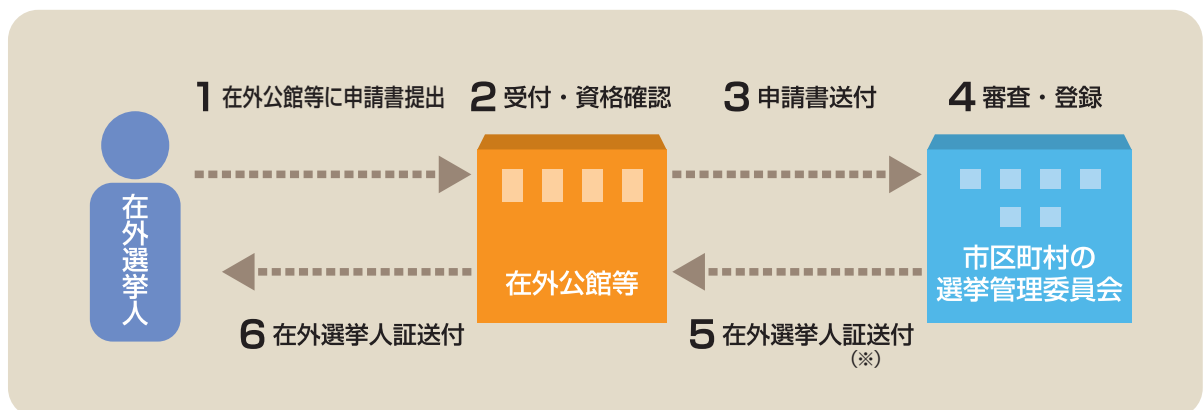 1 在外公館等に申請書提出
2 受付・資格確認
3 申請書送付
4 審査・登録
在外選挙人
在外公館等
市区町村の
選挙管理委員会
6 在外選挙人証送付
5 在外選挙人証送付
(※)